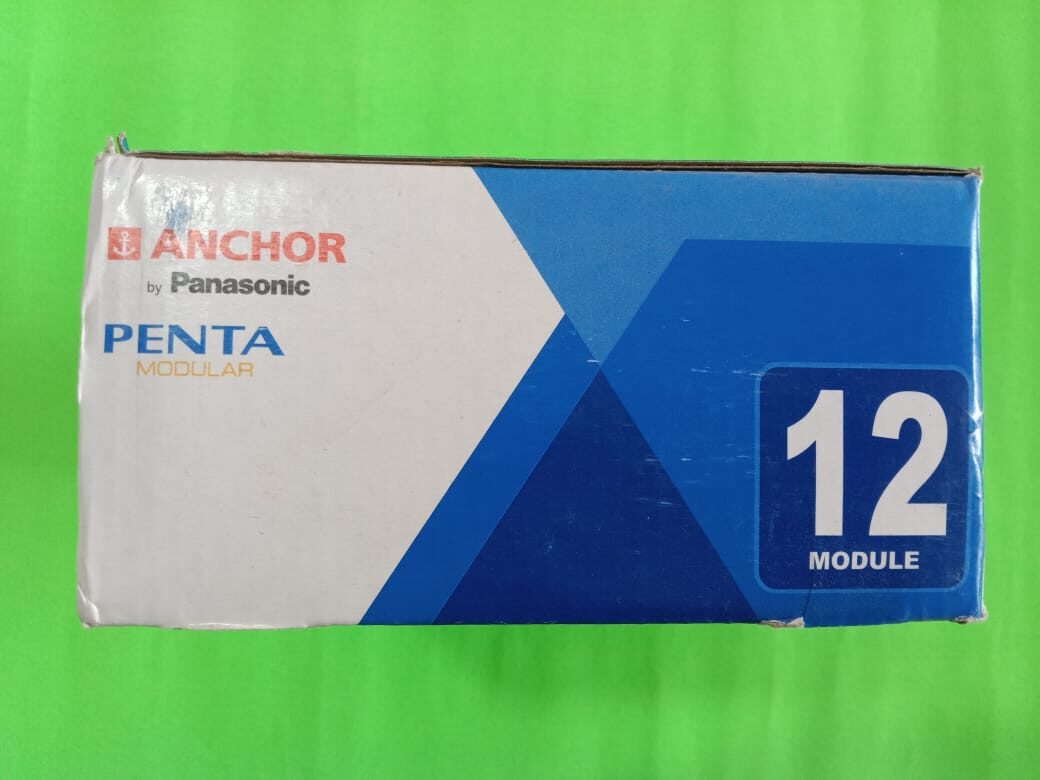 ANCHOR
by Panasonic
PENTA
MODULAR
12
MODULE